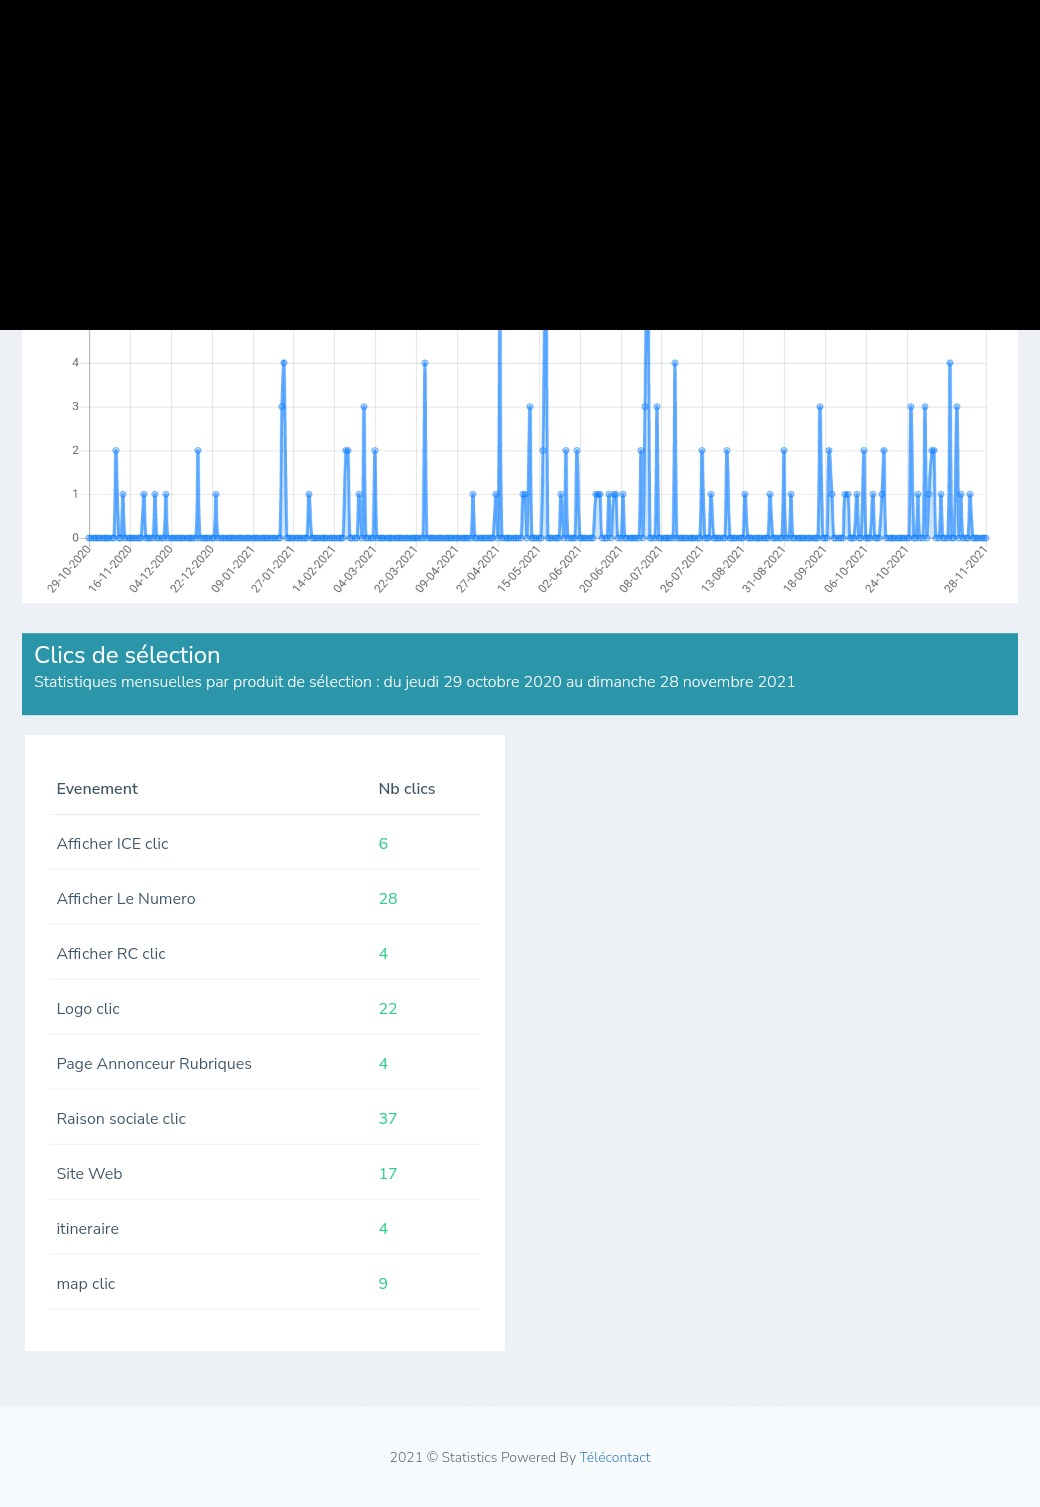 4
3
2
1
0
29-10-2020 16-11-2020 04-12-2020 22-12-2020 09-01-2021 27-01-2021 14-02-2021 04-03-2021 22-03-2021 09-04-2021 27-04-2021 15-05-2021 02-06-2021 20-06-2021 08-07-2021 26-07-2021 13-08-2021 31-08-2021 18-09-2021 06-10-2021 24-10-2021 28-11-2021
Clics de sélection
Statistiques mensuelles par produit de sélection : du jeudi 29 octobre 2020 au dimanche 28 novembre 2021
Evenement Nb clics
Afficher ICE clic 6
Afficher Le Numero 28
Afficher RC clic 4
Logo clic 22
Page Annonceur Rubriques 4
Raison sociale clic 37
Site Web 17
itineraire 4
map clic 9
2021 © Statistics Powered By Télécontact